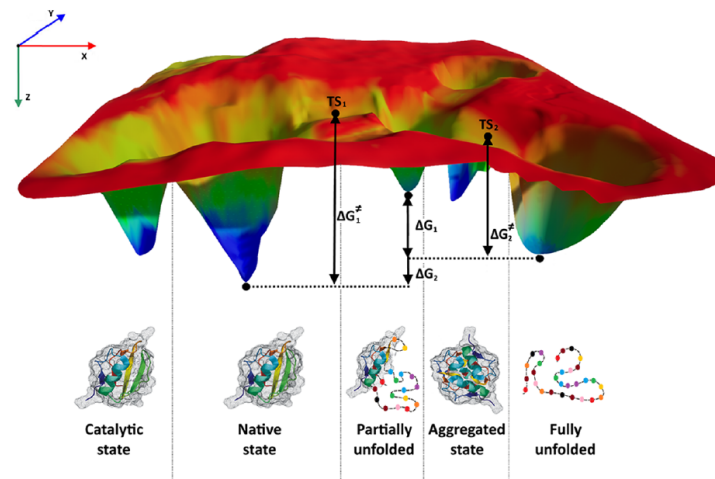 Y
X
Z
TS₁
TS₂
ΔG₁≠
ΔG₁
ΔG₂≠
ΔG₂
Catalytic
state
Native
state
Partially
unfolded
Aggregated
state
Fully
unfolded